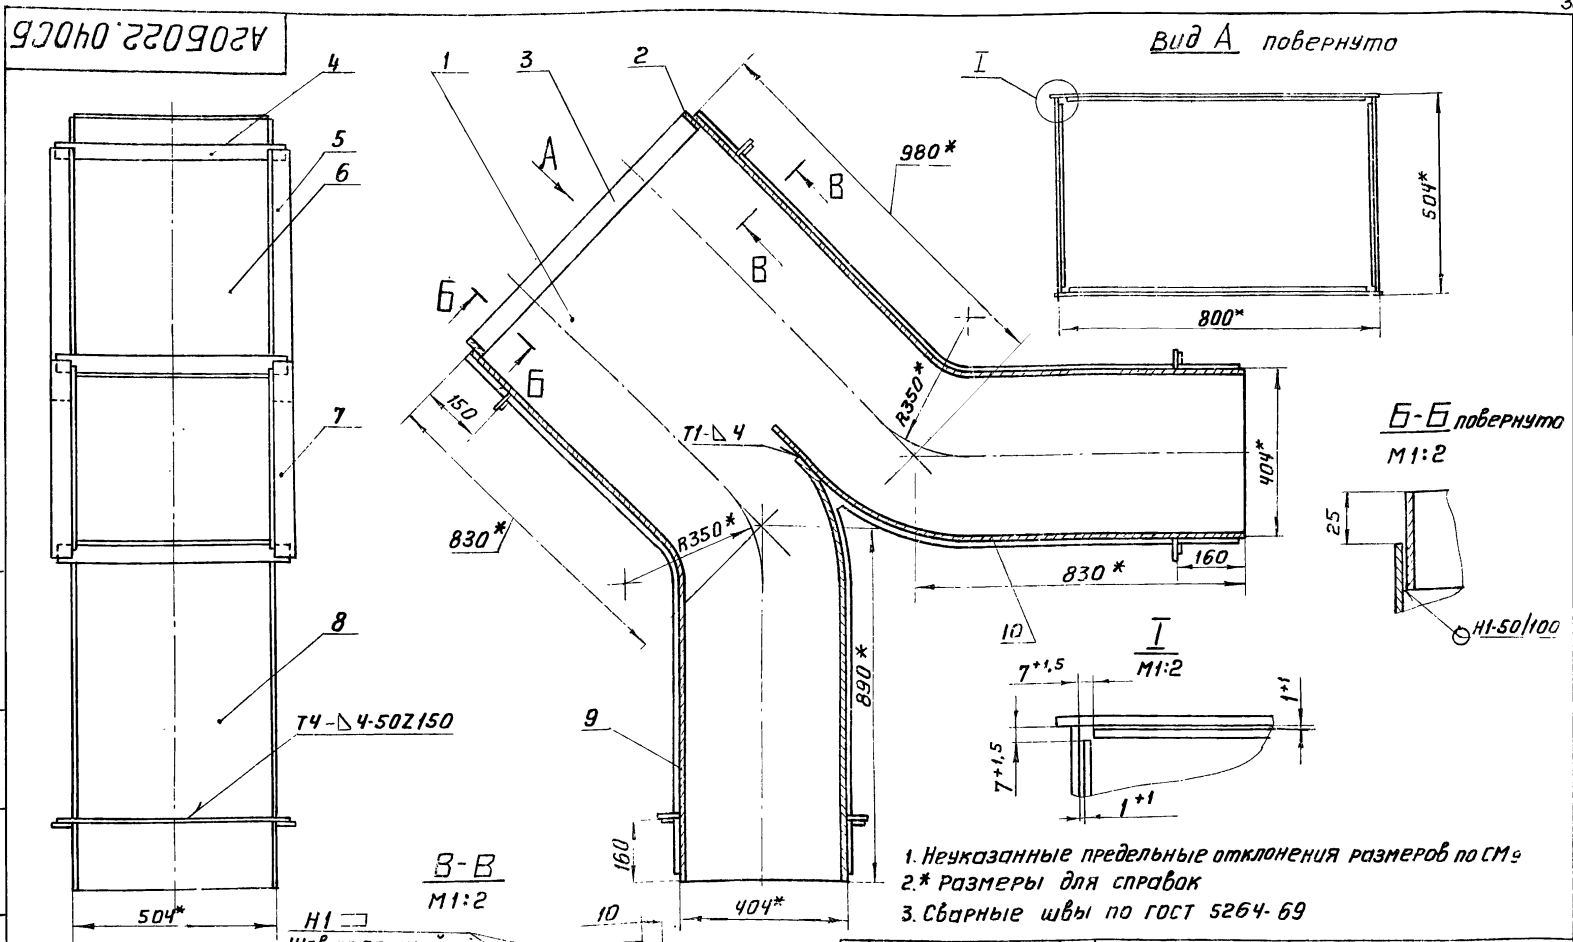 А20Б022.040СБ
4
1
3
2
Вид А повернуто
I
5
6
А
980*
В
В
504*
800*
Б
Б
150
R350*
Т1-◺ 4
404*
Б-Б повернуто
М1:2
25
7
830*
R350*
160
830*
10
Н1-50/100
I
М1:2
7+1,5
1+1
7+1,5
1+1
8
890*
Т4-◺ 4-50Z150
9
160
В-В
М1:2
1. Неуказанные предельные отклонения размеров по СМ9
2.* Размеры для справок
3. Сварные швы по ГОСТ 5264-69
504*
Н1
10
404*